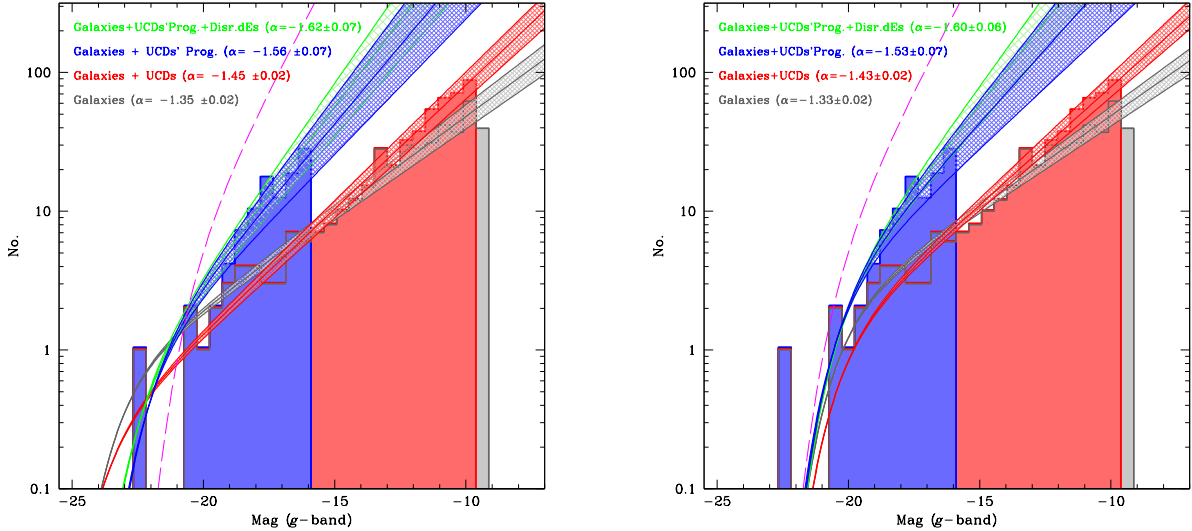 Galaxies+UCDs'Prog.+Disr.dEs (α=−1.62±0.07)
Galaxies + UCDs' Prog. (α= −1.56 ±0.07)
Galaxies + UCDs (α= −1.45 ±0.02)
Galaxies (α= −1.35 ±0.02)
100
10
1
0.1
No.
−25 −20 −15 −10
Mag (g−band)
Galaxies+UCDs'Prog.+Disr.dEs (α=−1.60±0.06)
Galaxies+UCDs'Prog. (α=−1.53±0.07)
Galaxies+UCDs (α=−1.43±0.02)
Galaxies (α=−1.33±0.02)
100
10
1
0.1
No.
−25 −20 −15 −10
Mag (g−band)